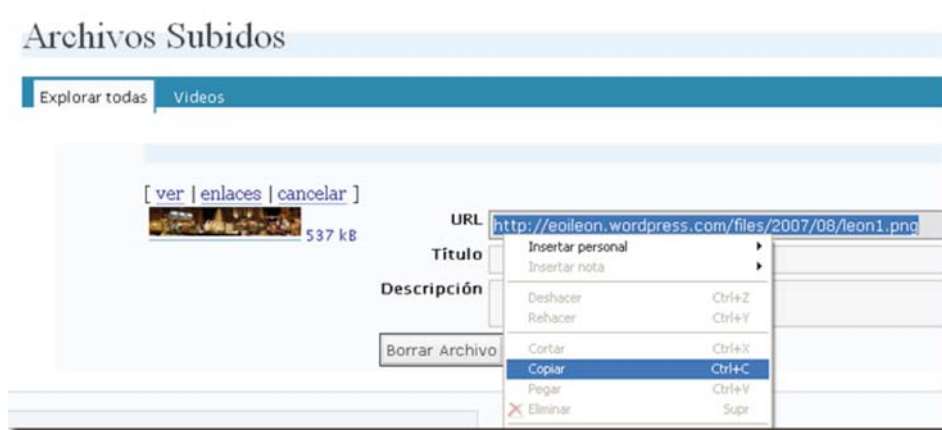 Archivos Subidos
Explorar todas Videos
[ ver | enlaces | cancelar ]
537 kB
URL http://eoileon.wordpress.com/files/2007/08/leon1.png
Título
Descripción
Borrar Archivo
Insertar personal
Insertar nota
Deshacer Ctrl+Z
Rehacer Ctrl+Y
Cortar Ctrl+X
Copiar Ctrl+C
Pegar Ctrl+V
Eliminar Supr